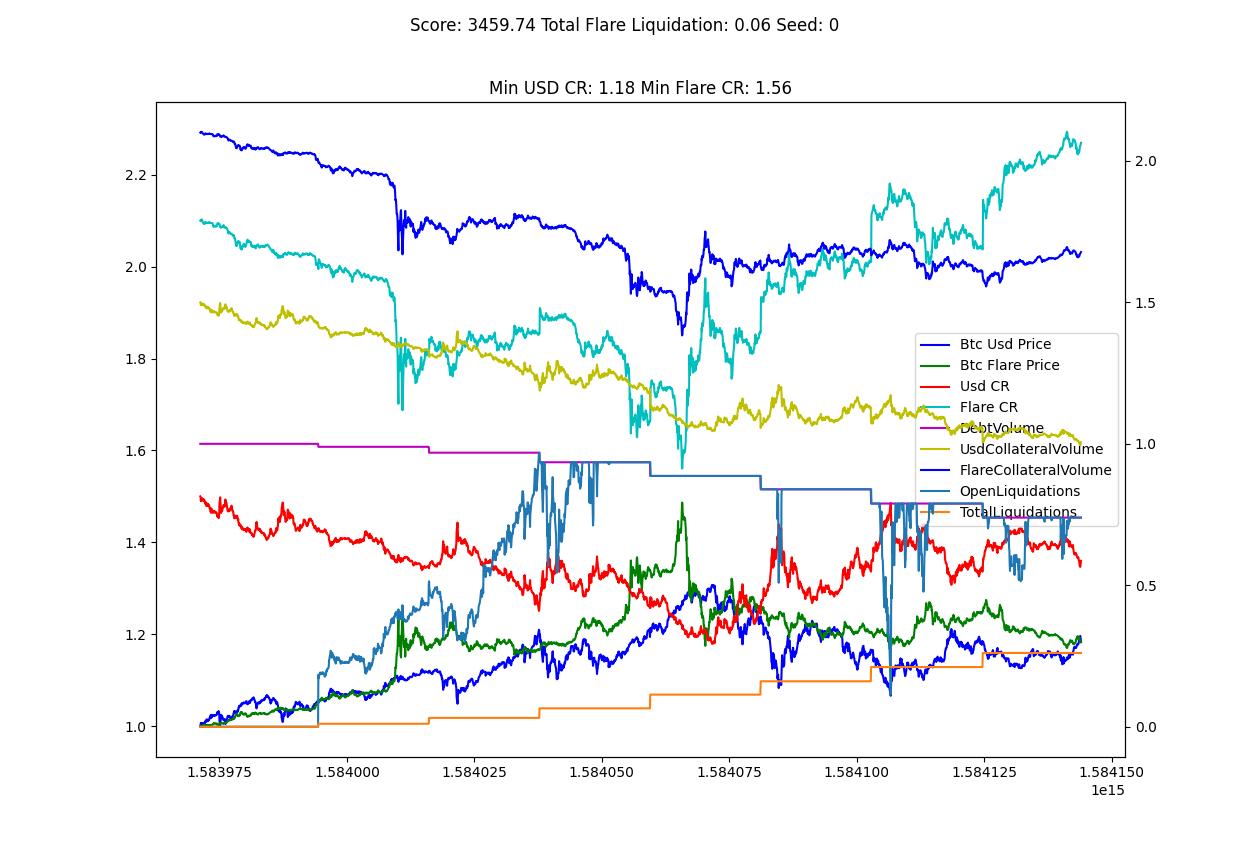 Score: 3459.74 Total Flare Liquidation: 0.06 Seed: 0
Min USD CR: 1.18 Min Flare CR: 1.56
2.2
2.0
1.8
1.6
1.4
1.2
1.0
2.0
1.5
1.0
0.5
0.0
Btc Usd Price
Btc Flare Price
Usd CR
Flare CR
DebtVolume
UsdCollateralVolume
FlareCollateralVolume
OpenLiquidations
TotalLiquidations
1.583975 1.584000 1.584025 1.584050 1.584075 1.584100 1.584125 1.584150
1e15